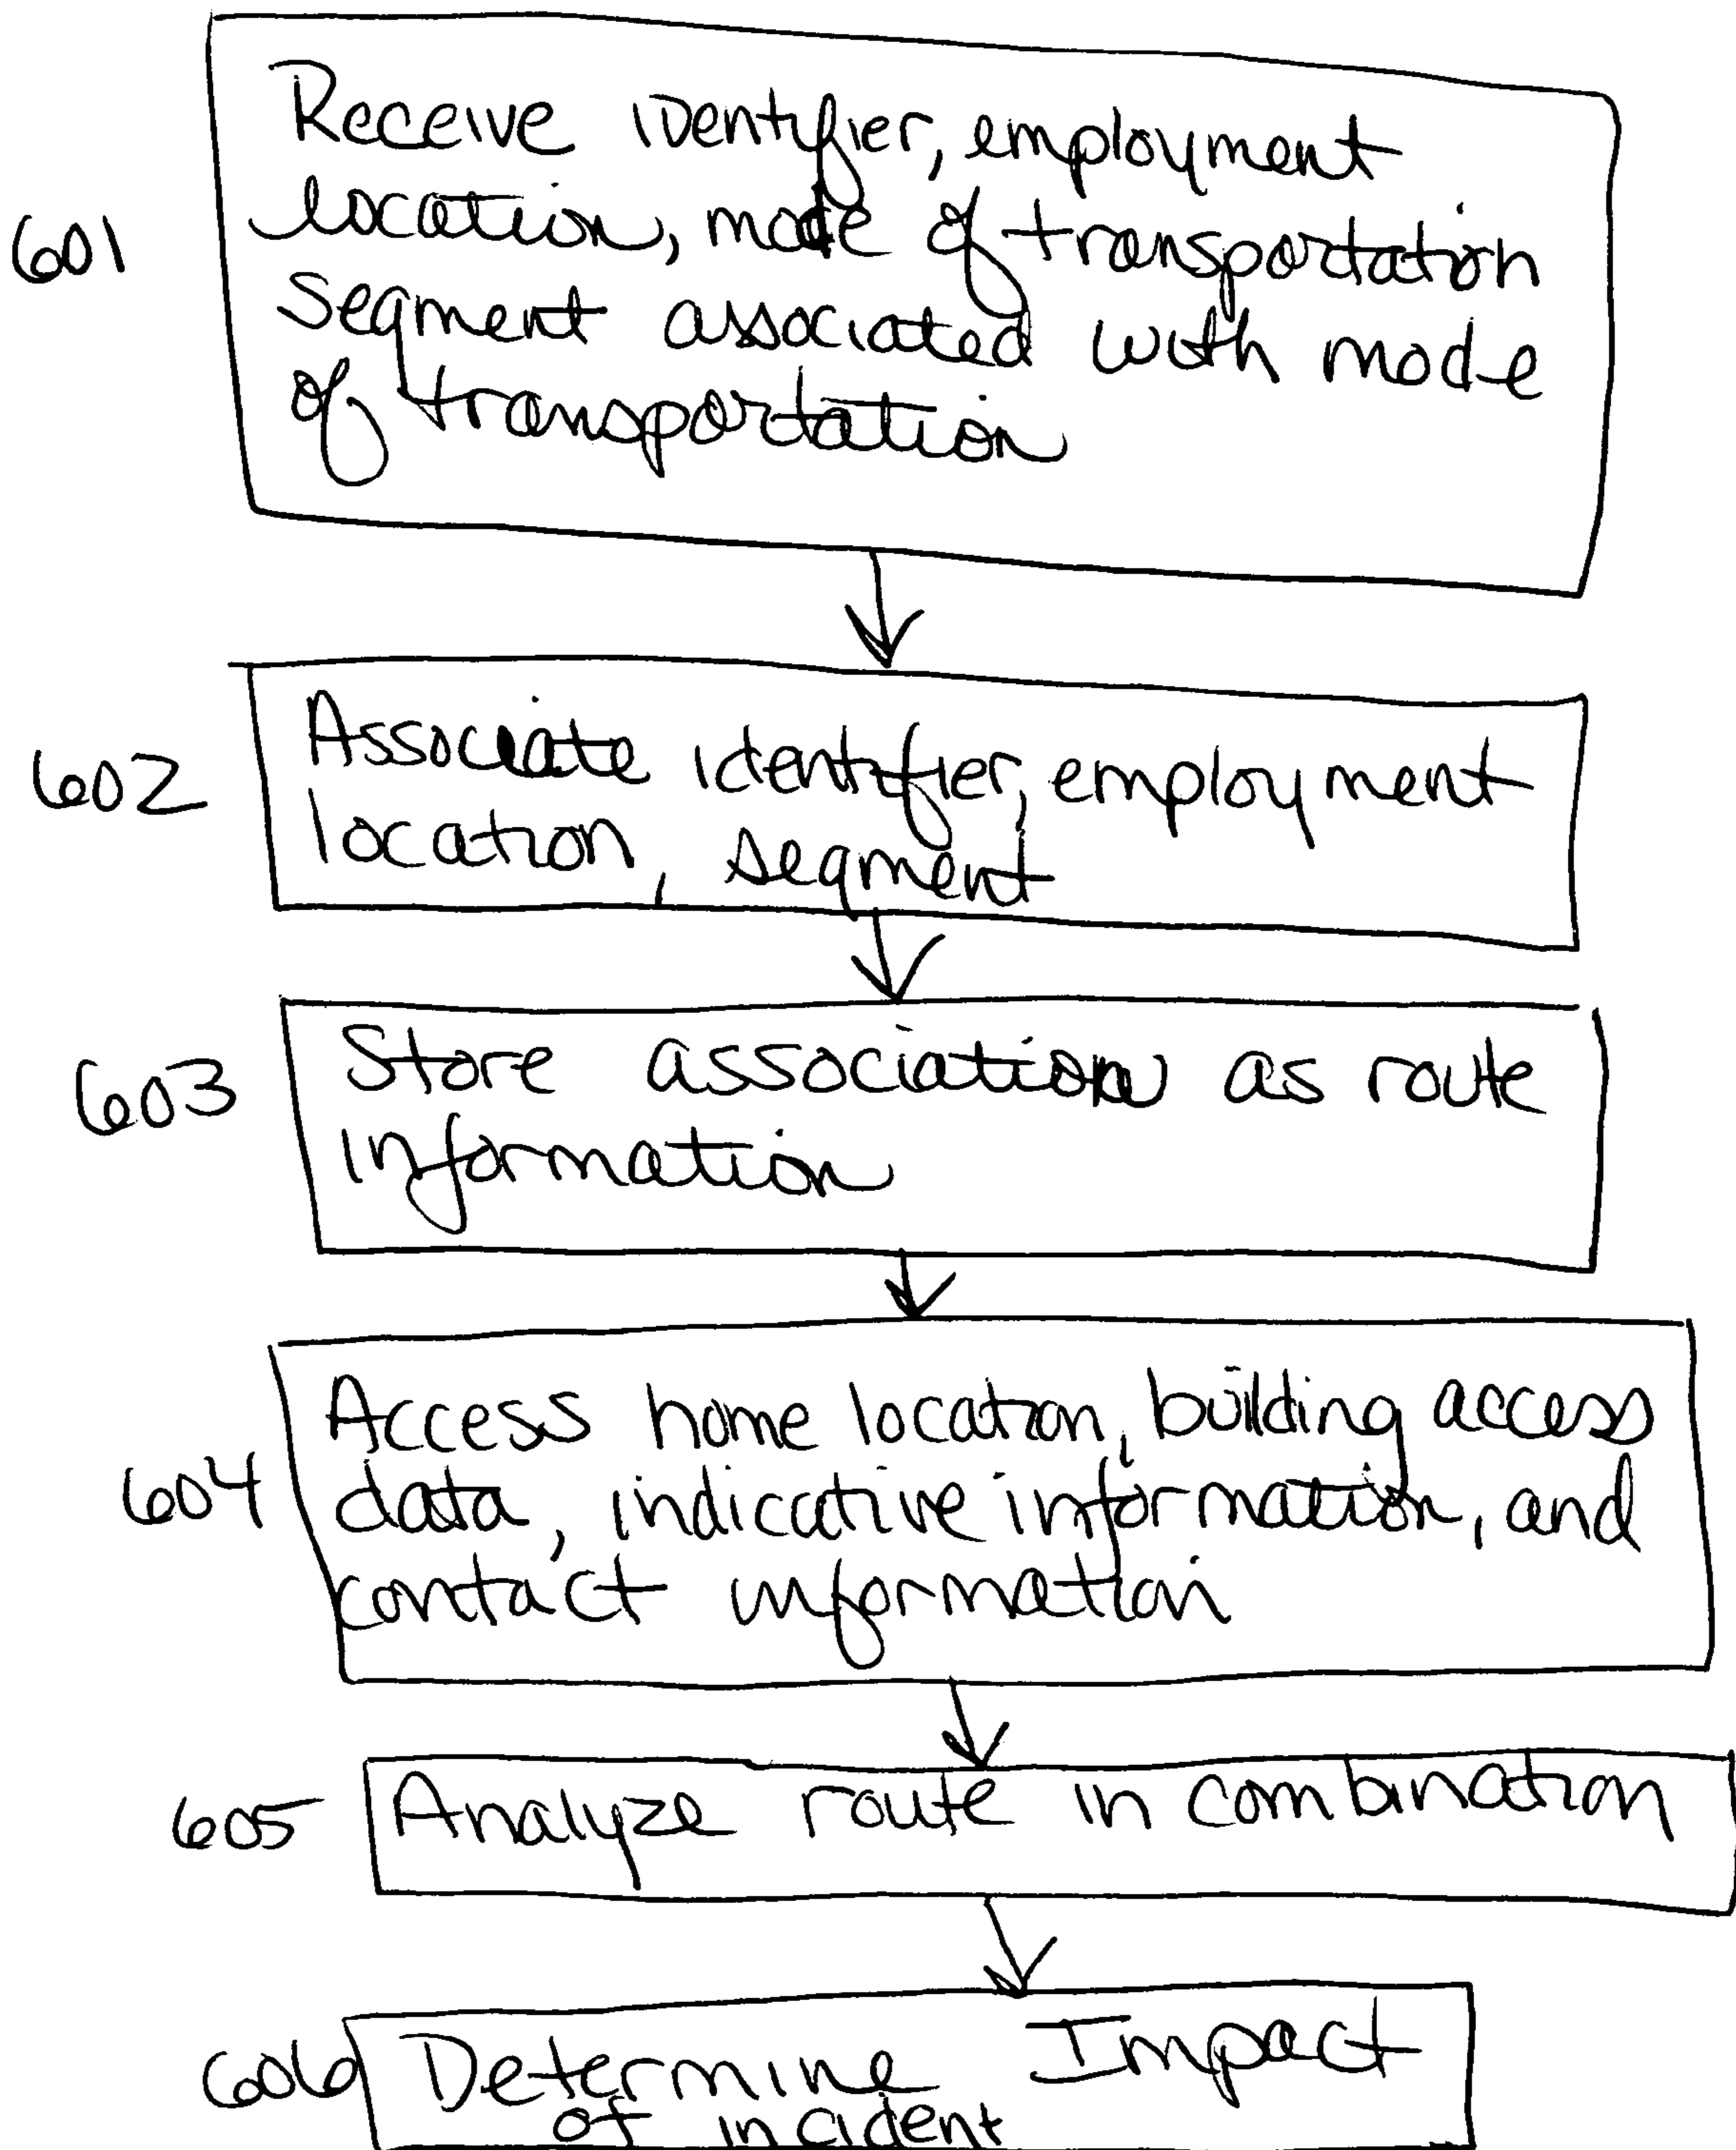 601
Receive identifier, employment
location, mode of transportation
segment associated with mode
of transportation
602
Associate identifier, employment
location, segment
603
Store association as route
information
604
Access home location, building access
data, indicative information, and
contact information
605
Analyze route in combination
606
Determine Impact
of incident